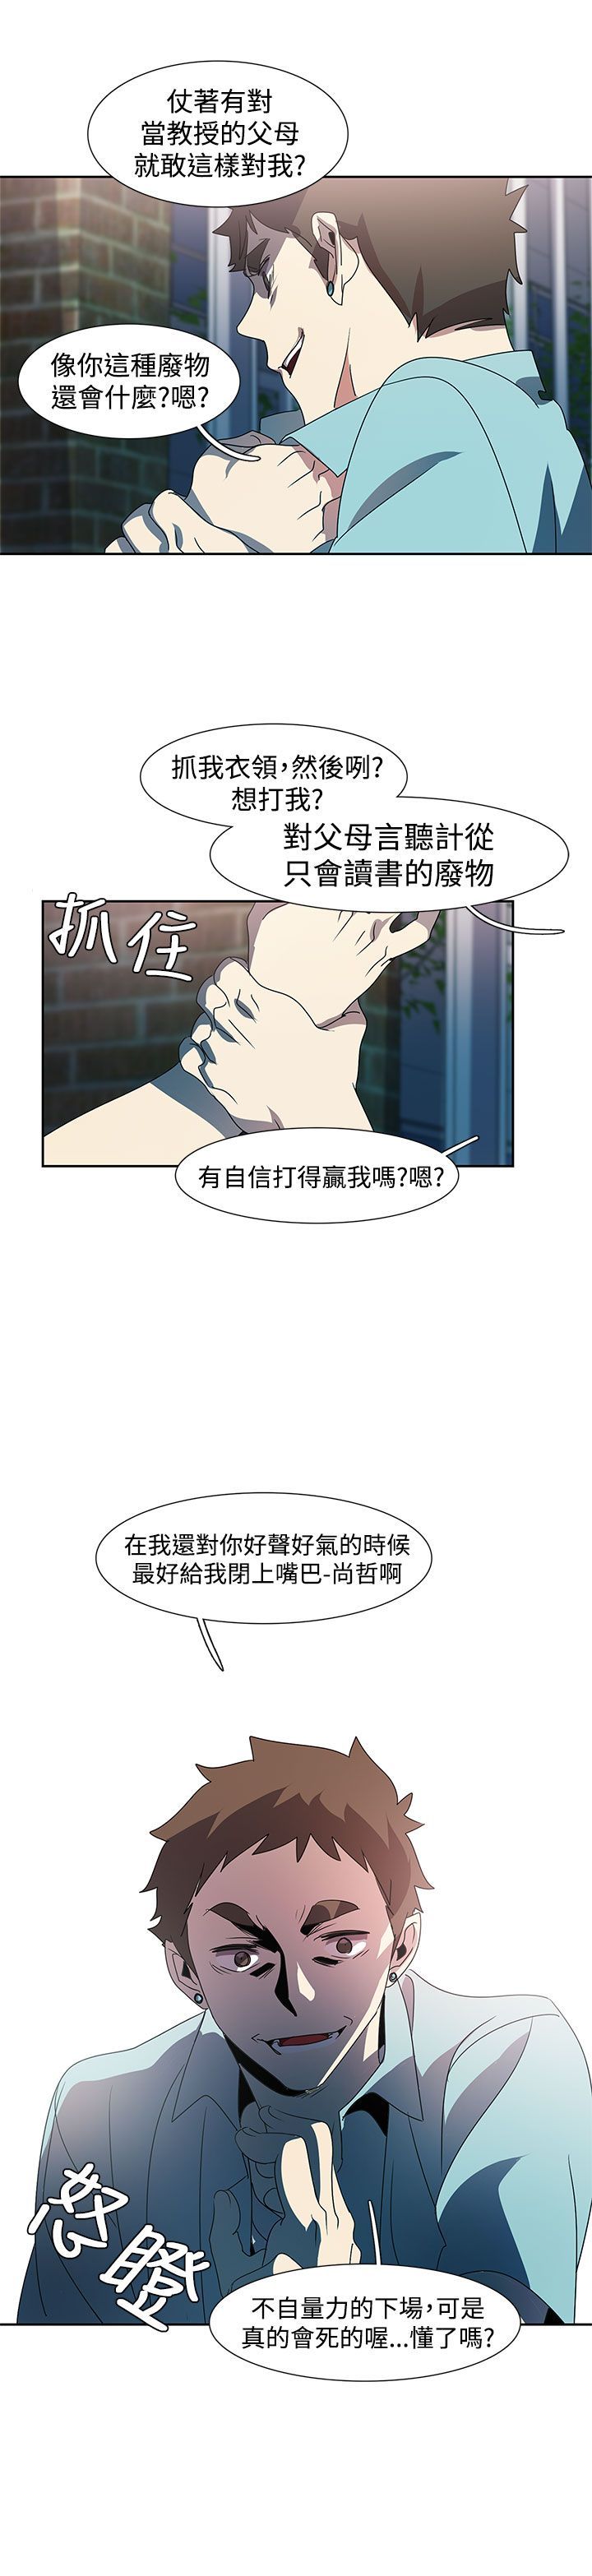 仗著有對
當教授的父母
就敢這樣對我?
像你這種廢物
還會什麼?嗯?
抓我衣領,然後咧?
想打我?
對父母言聽計從
只會讀書的廢物
抓住
有自信打得贏我嗎?嗯?
在我還對你好聲好氣的時候
最好給我閉上嘴巴-尚哲啊
怒瞪
不自量力的下場,可是
真的會死的喔...懂了嗎?